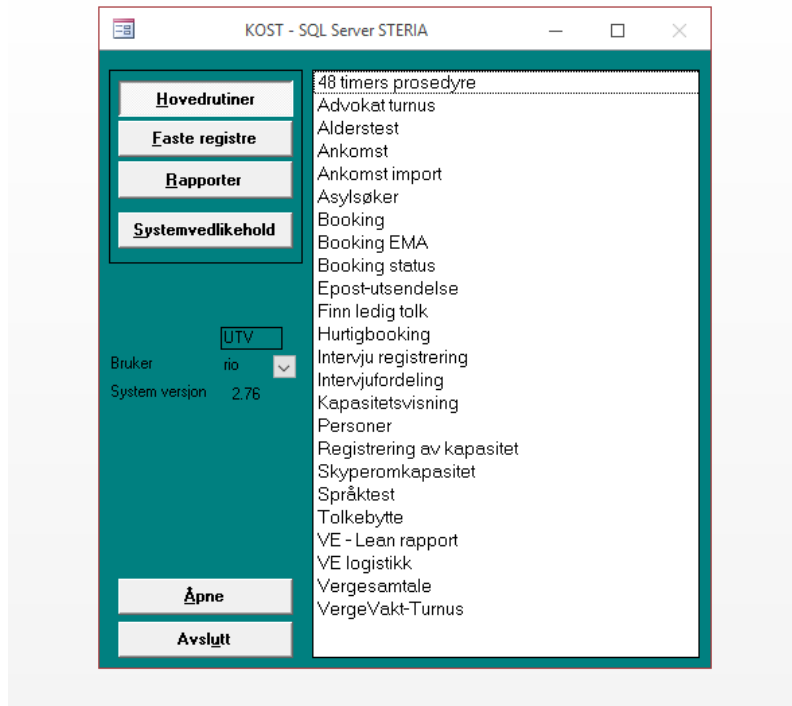 KOST - SQL Server STERIA
Hovedrutiner
Faste registre
Rapporter
Systemvedlikehold
UTV
Bruker rio
System versjon 2.76
Åpne
Avslutt
48 timers prosedyre
Advokat turnus
Alderstest
Ankomst
Ankomst import
Asylsøker
Booking
Booking EMA
Booking status
Epost-utsendelse
Finn ledig tolk
Hurtigbooking
Intervju registrering
Intervjufordeling
Kapasitetsvisning
Personer
Registrering av kapasitet
Skyperomkapasitet
Språktest
Tolkebytte
VE - Lean rapport
VE logistikk
Vergesamtale
VergeVakt-Turnus